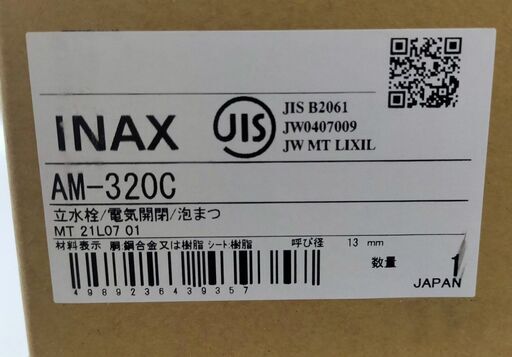 INAX
JIS
JIS B2061
JW0407009
JW MT LIXIL
AM-320C
立水栓/電気開閉/泡まつ
MT 21L07 01
材料表示 胴:銅合金又は樹脂 シート:樹脂 呼び径 13 mm
数量 1
4989236439357
JAPAN